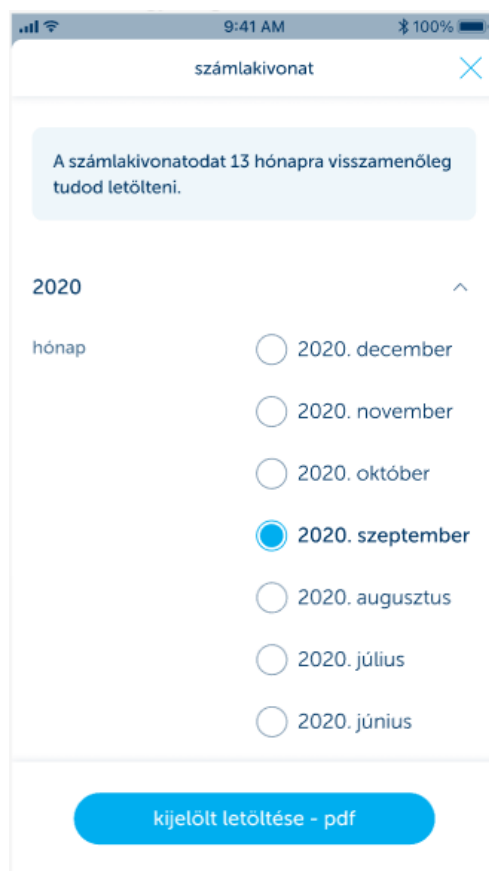 9:41 AM 100%
számlakivonat
A számlakivonatodat 13 hónapra visszamenőleg
tudod letölteni.
2020
hónap
2020. december
2020. november
2020. október
2020. szeptember
2020. augusztus
2020. július
2020. június
kijelölt letöltése - pdf